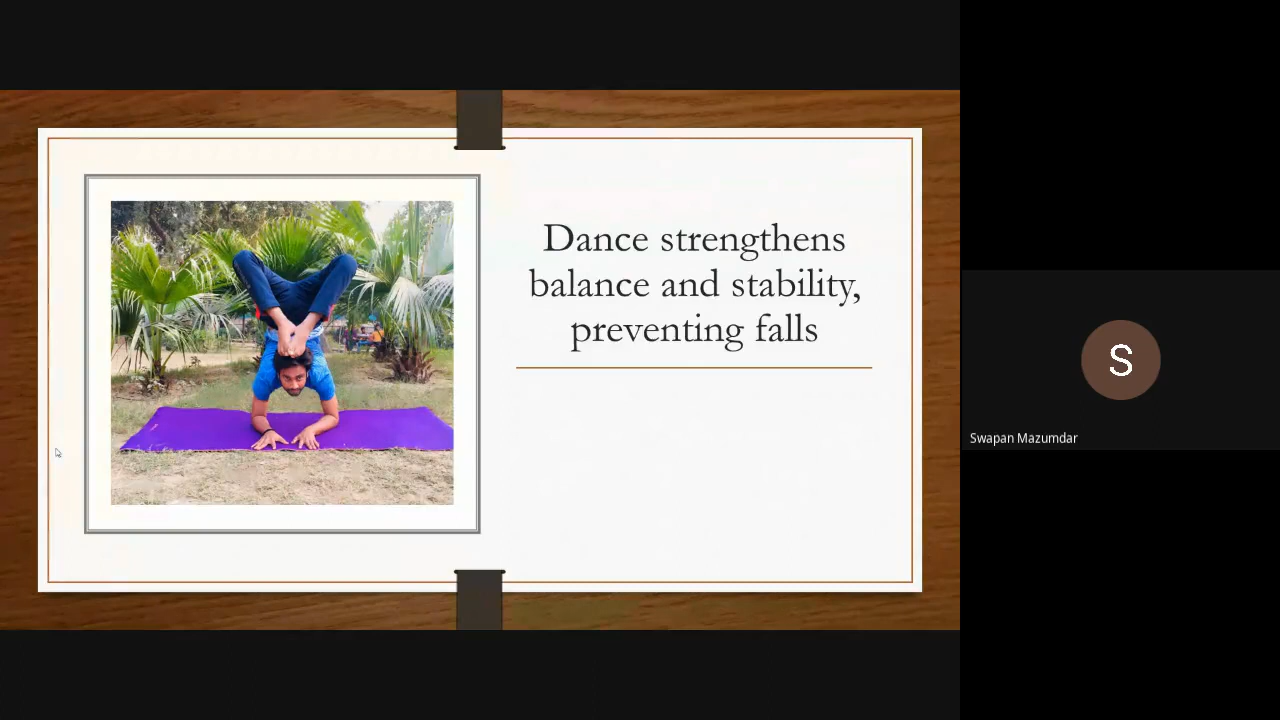 Dance strengthens
balance and stability,
preventing falls
S
Swapan Mazumdar